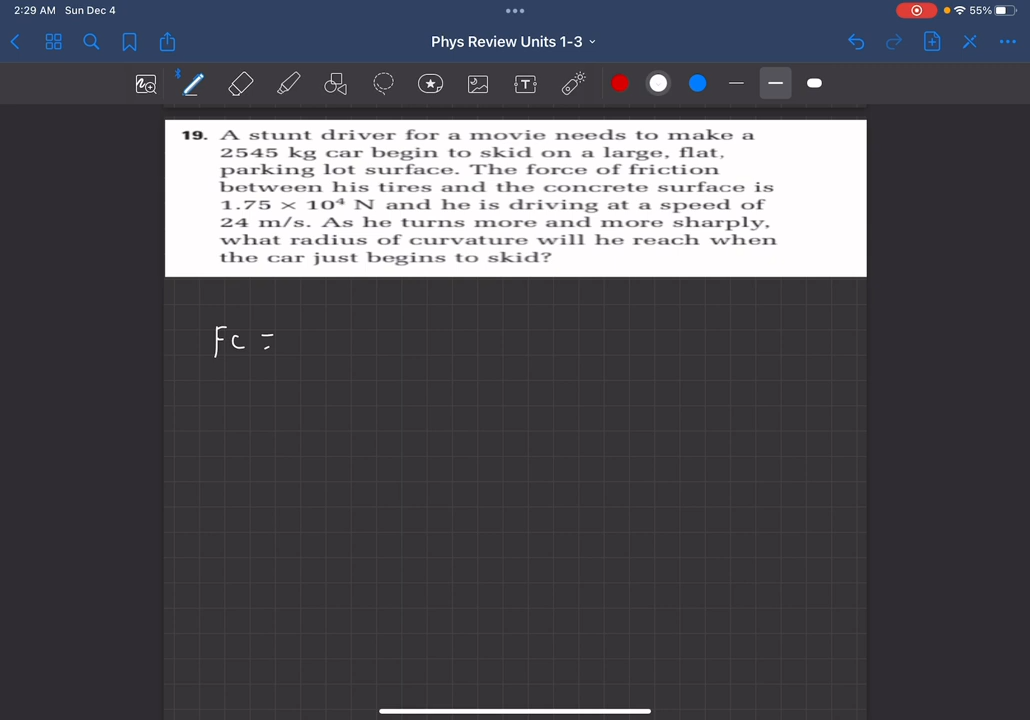 2:29 AM Sun Dec 4
55%
Phys Review Units 1-3
T
19. A stunt driver for a movie needs to make a
2545 kg car begin to skid on a large, flat,
parking lot surface. The force of friction
between his tires and the concrete surface is
1.75 × 10⁴ N and he is driving at a speed of
24 m/s. As he turns more and more sharply,
what radius of curvature will he reach when
the car just begins to skid?
Fc =